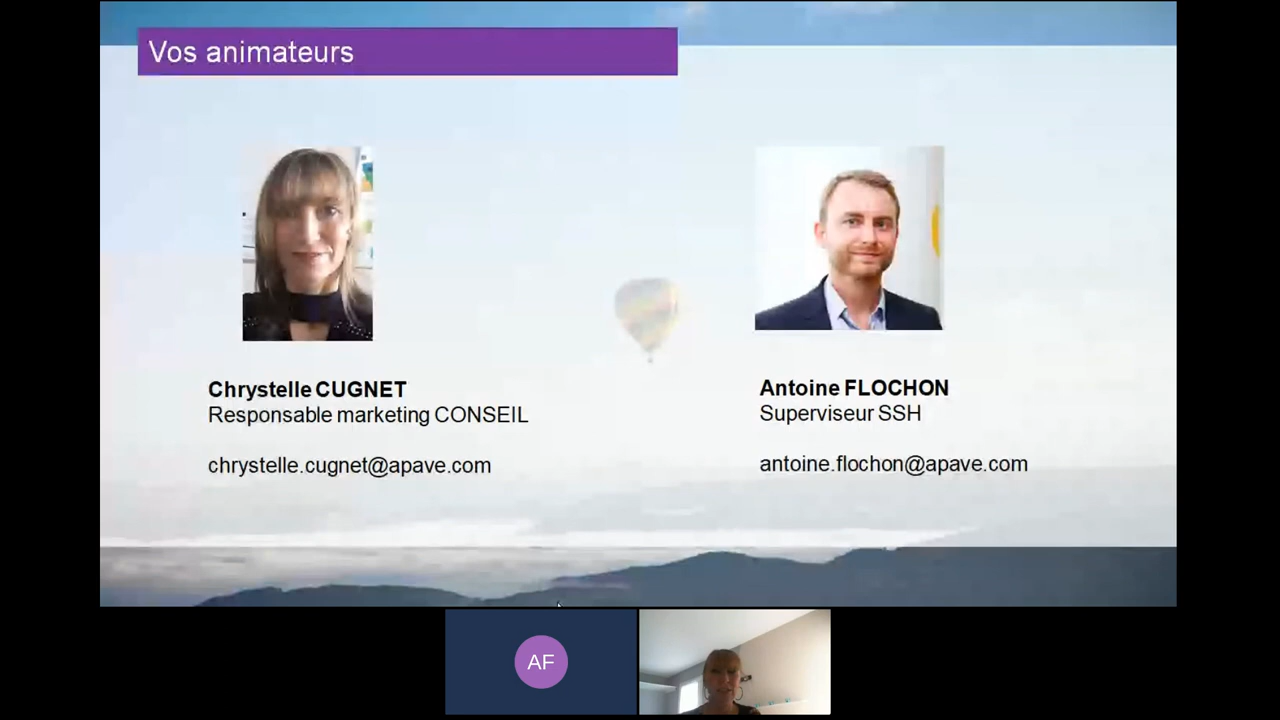 Vos animateurs
Chrystelle CUGNET
Responsable marketing CONSEIL
chrystelle.cugnet@apave.com
Antoine FLOCHON
Superviseur SSH
antoine.flochon@apave.com
AF